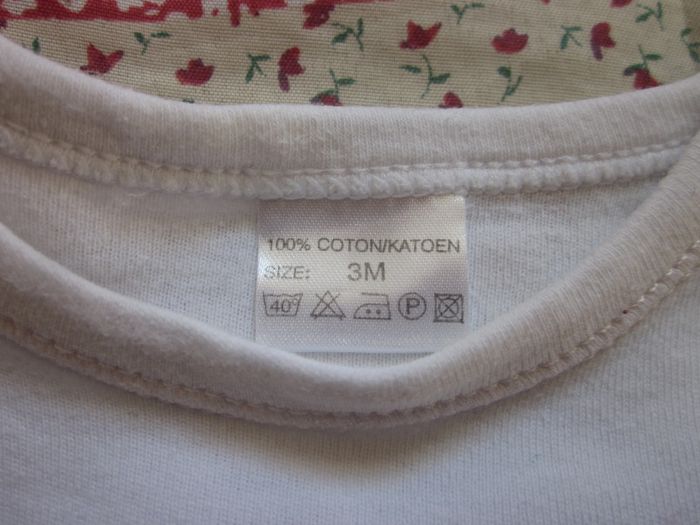 100% COTON/KATOEN
SIZE: 3M
40° P